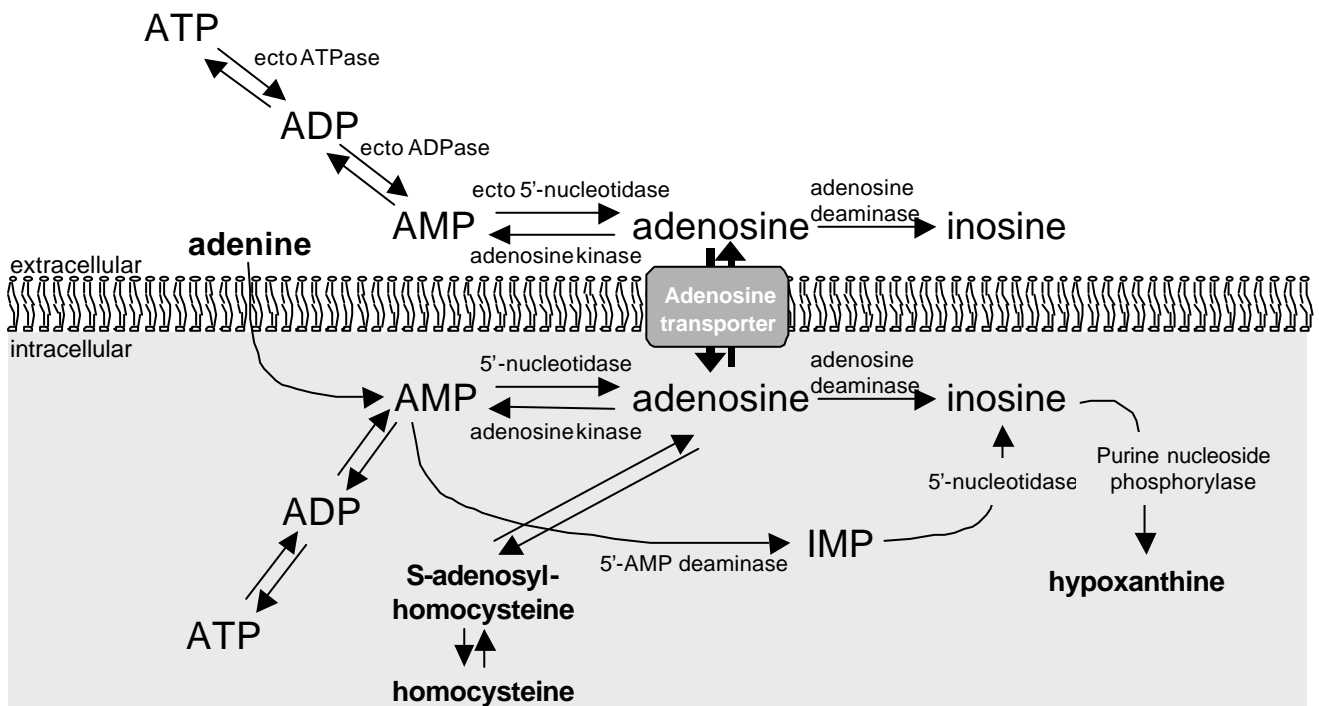 ATP
ecto ATPase
ADP
ecto ADPase
ecto 5’-nucleotidase
adenosine
deaminase
AMP
adenosine
inosine
adenine
adenosine kinase
extracellular
Adenosine
transporter
intracellular
5’-nucleotidase
adenosine
deaminase
AMP
adenosine
inosine
adenosine kinase
Purine nucleoside
phosphorylase
5’-nucleotidase
ADP
IMP
5’-AMP deaminase
S-adenosyl-
homocysteine
hypoxanthine
ATP
homocysteine